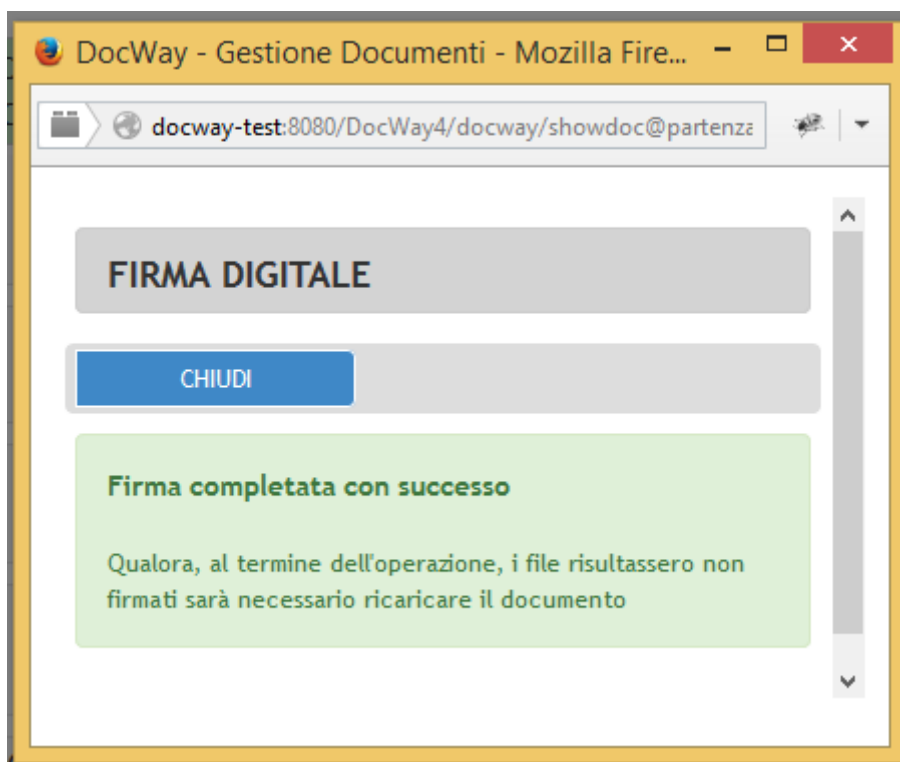 DocWay - Gestione Documenti - Mozilla Fire...
docway-test:8080/DocWay4/docway/showdoc@partenza
FIRMA DIGITALE
CHIUDI
Firma completata con successo
Qualora, al termine dell'operazione, i file risultassero non
firmati sarà necessario ricaricare il documento